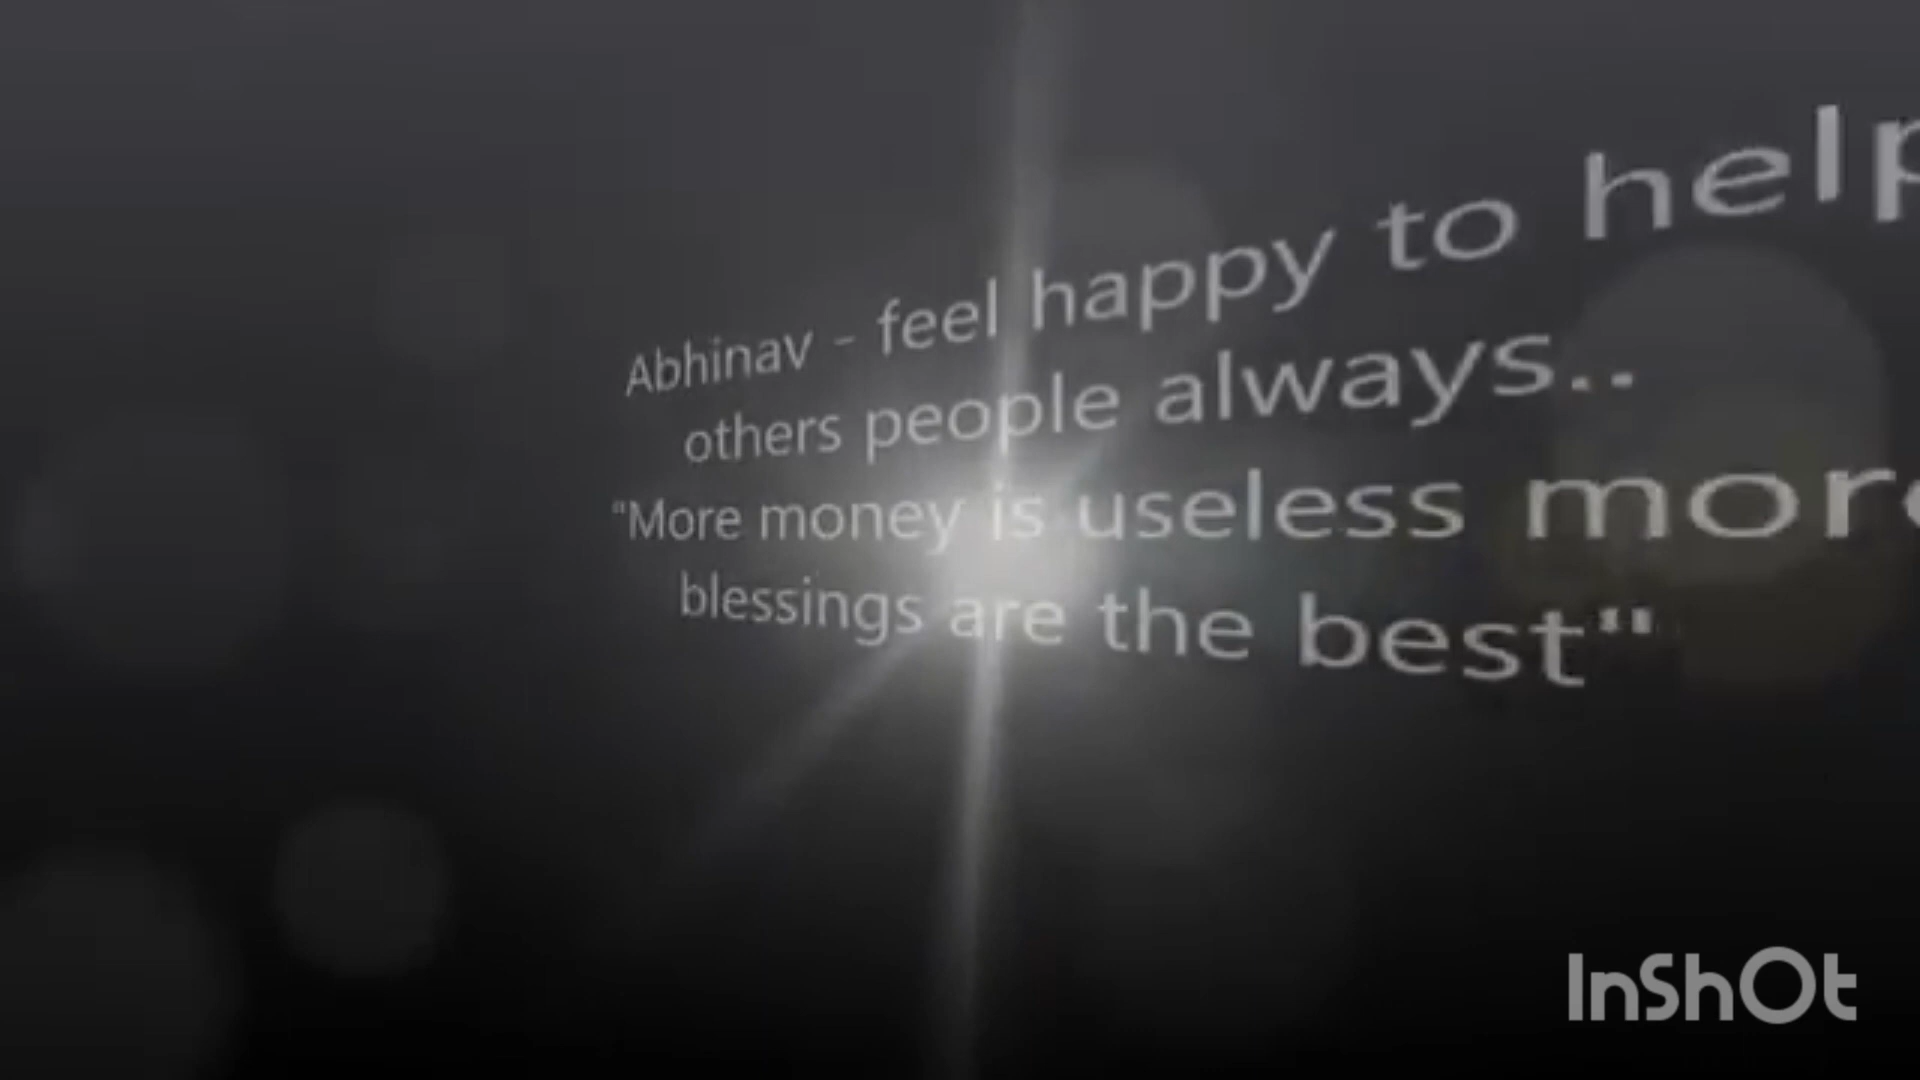 Abhinav - feel happy to help
others people always..
"More money is useless more
blessings are the best"
InShOt